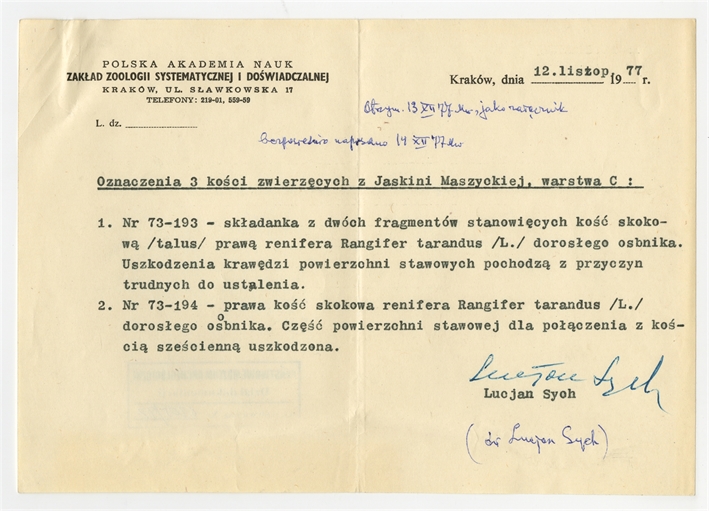 POLSKA AKADEMIA NAUK
ZAKŁAD ZOOLOGII SYSTEMATYCZNEJ I DOŚWIADCZALNEJ
KRAKÓW, UL. SŁAWKOWSKA 17
TELEFONY: 219-01, 559-59
Kraków, dnia 12.listop. 1977 r.
L. dz.
Otrzym. 13 XII 77 , jako załącznik
bezpośrednio 14 XII 77
Oznaczenia 3 kości zwierzęcych z Jaskini Maszyckiej, warstwa C :
1. Nr 73-193 - składanka z dwóch fragmentów stanowięcych kość skoko-
wą /talus/ prawą renifera Rangifer tarandus /L./ dorosłego osbnika.
Uszkodzenia krawędzi powierzchni stawowych pochodzą z przyczyn
trudnych do ustalenia.
2. Nr 73-194 - prawa kość skokowa renifera Rangifer tarandus /L./
dorosłego osobnika. Część powierzchni stawowej dla połączenia z koś-
cią sześcienną uszkodzona.
Lucjan Sych
Lucjan Sych
(dr Lucjan Sych)